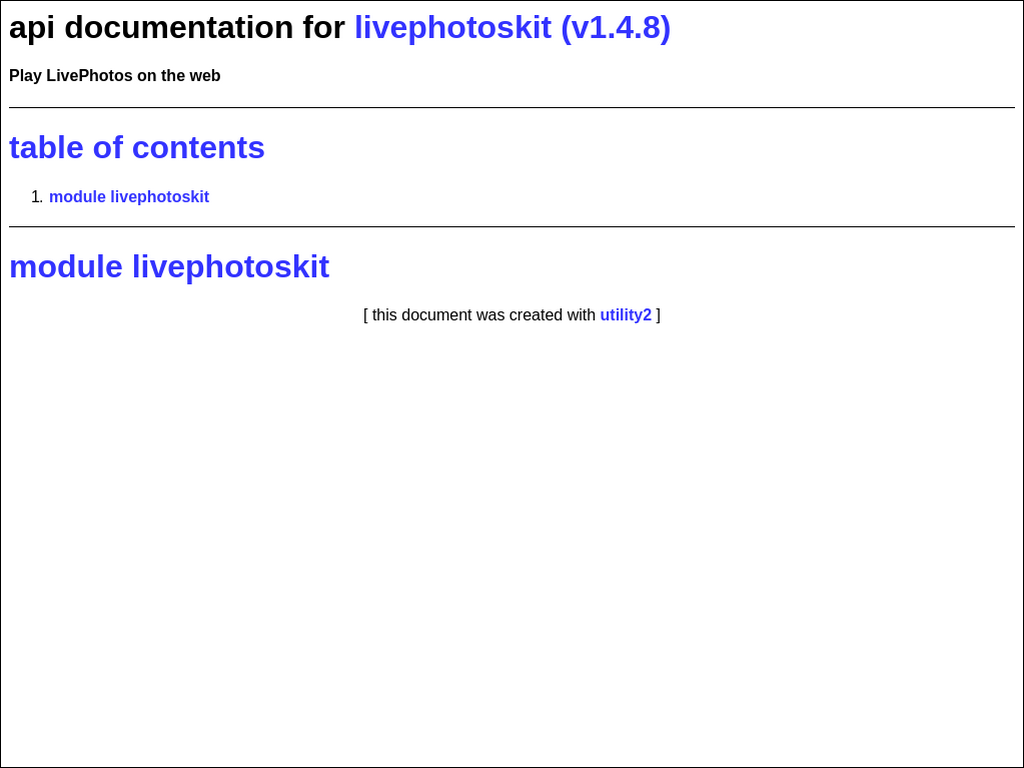 api documentation for livephotoskit (v1.4.8)
Play LivePhotos on the web
table of contents
1. module livephotoskit
module livephotoskit
[ this document was created with utility2 ]